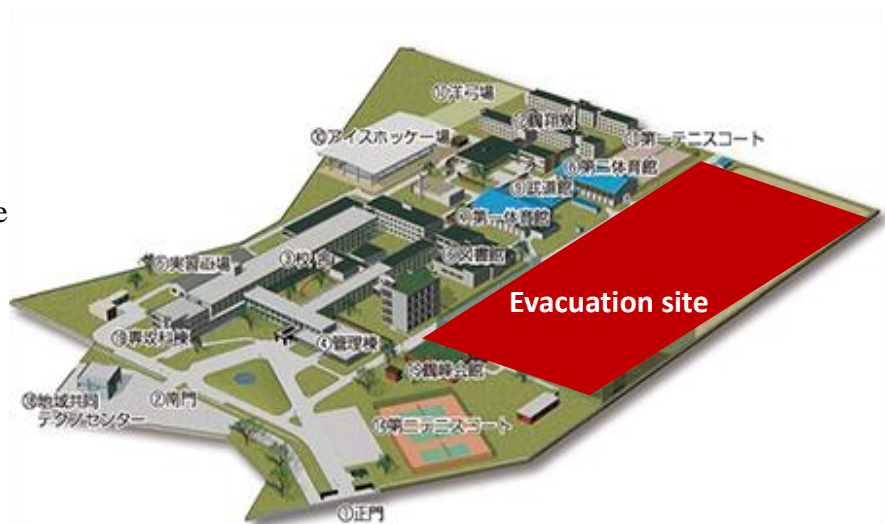 ⑪洋弓場
⑫鶴翔寮
⑪第一テニスコート
⑩アイスホッケー場
⑧第二体育館
⑨武道館
⑦第一体育館
e
⑤実習工場
③校 舎
⑥図書館
Evacuation site
⑬専攻科棟
④管理棟
⑮鶴峰会館
⑯地域共同
テクノセンター
②南門
⑭第二テニスコート
①正門